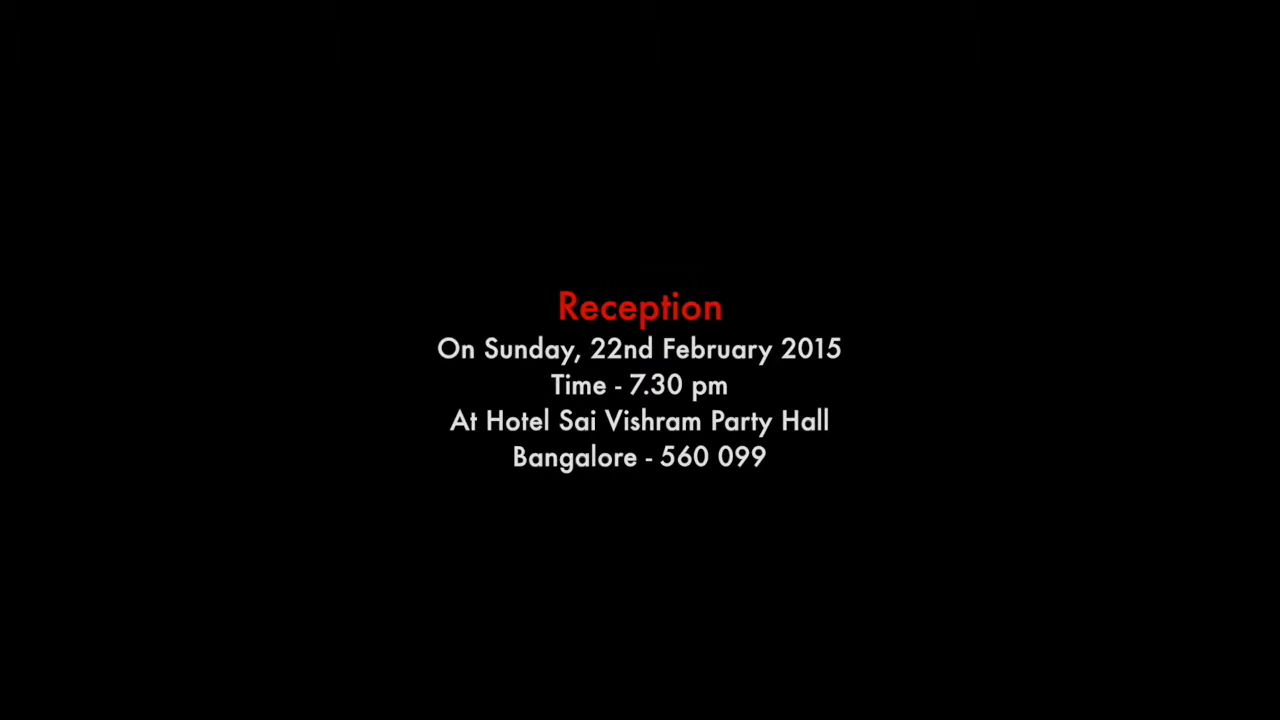 Reception
On Sunday, 22nd February 2015
Time - 7.30 pm
At Hotel Sai Vishram Party Hall
Bangalore - 560 099